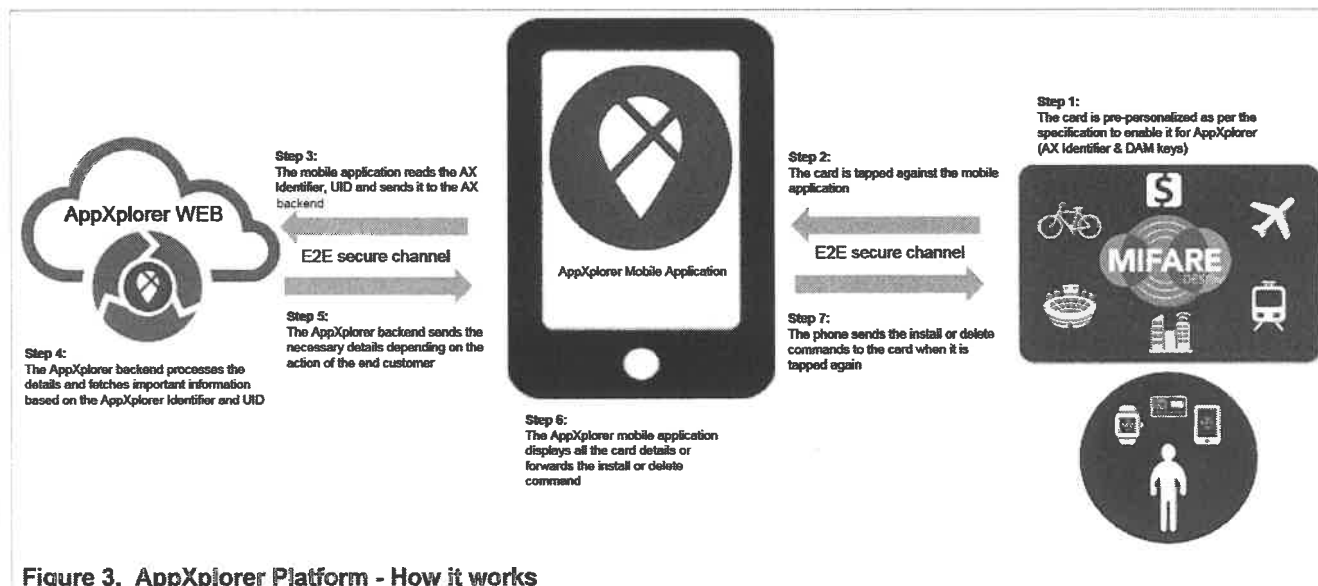 Step 1:
The card is pre-personalized as per the
specification to enable it for AppXplorer
(AX Identifier & DAM keys)
$
MIFARE
Step 2:
The card is tapped against the mobile
application
E2E secure channel
Step 7:
The phone sends the install or delete
commands to the card when it is
tapped again
AppXplorer Mobile Application
Step 3:
The mobile application reads the AX
Identifier, UID and sends it to the AX
backend
E2E secure channel
Step 5:
The AppXplorer backend sends the
necessary details depending on the
action of the end customer
AppXplorer WEB
Step 4:
The AppXplorer backend processes the
details and fetches important information
based on the AppXplorer Identifier and UID
Step 6:
The AppXplorer mobile application
displays all the card details or
forwards the install or delete
command
Figure 3. AppXplorer Platform - How it works